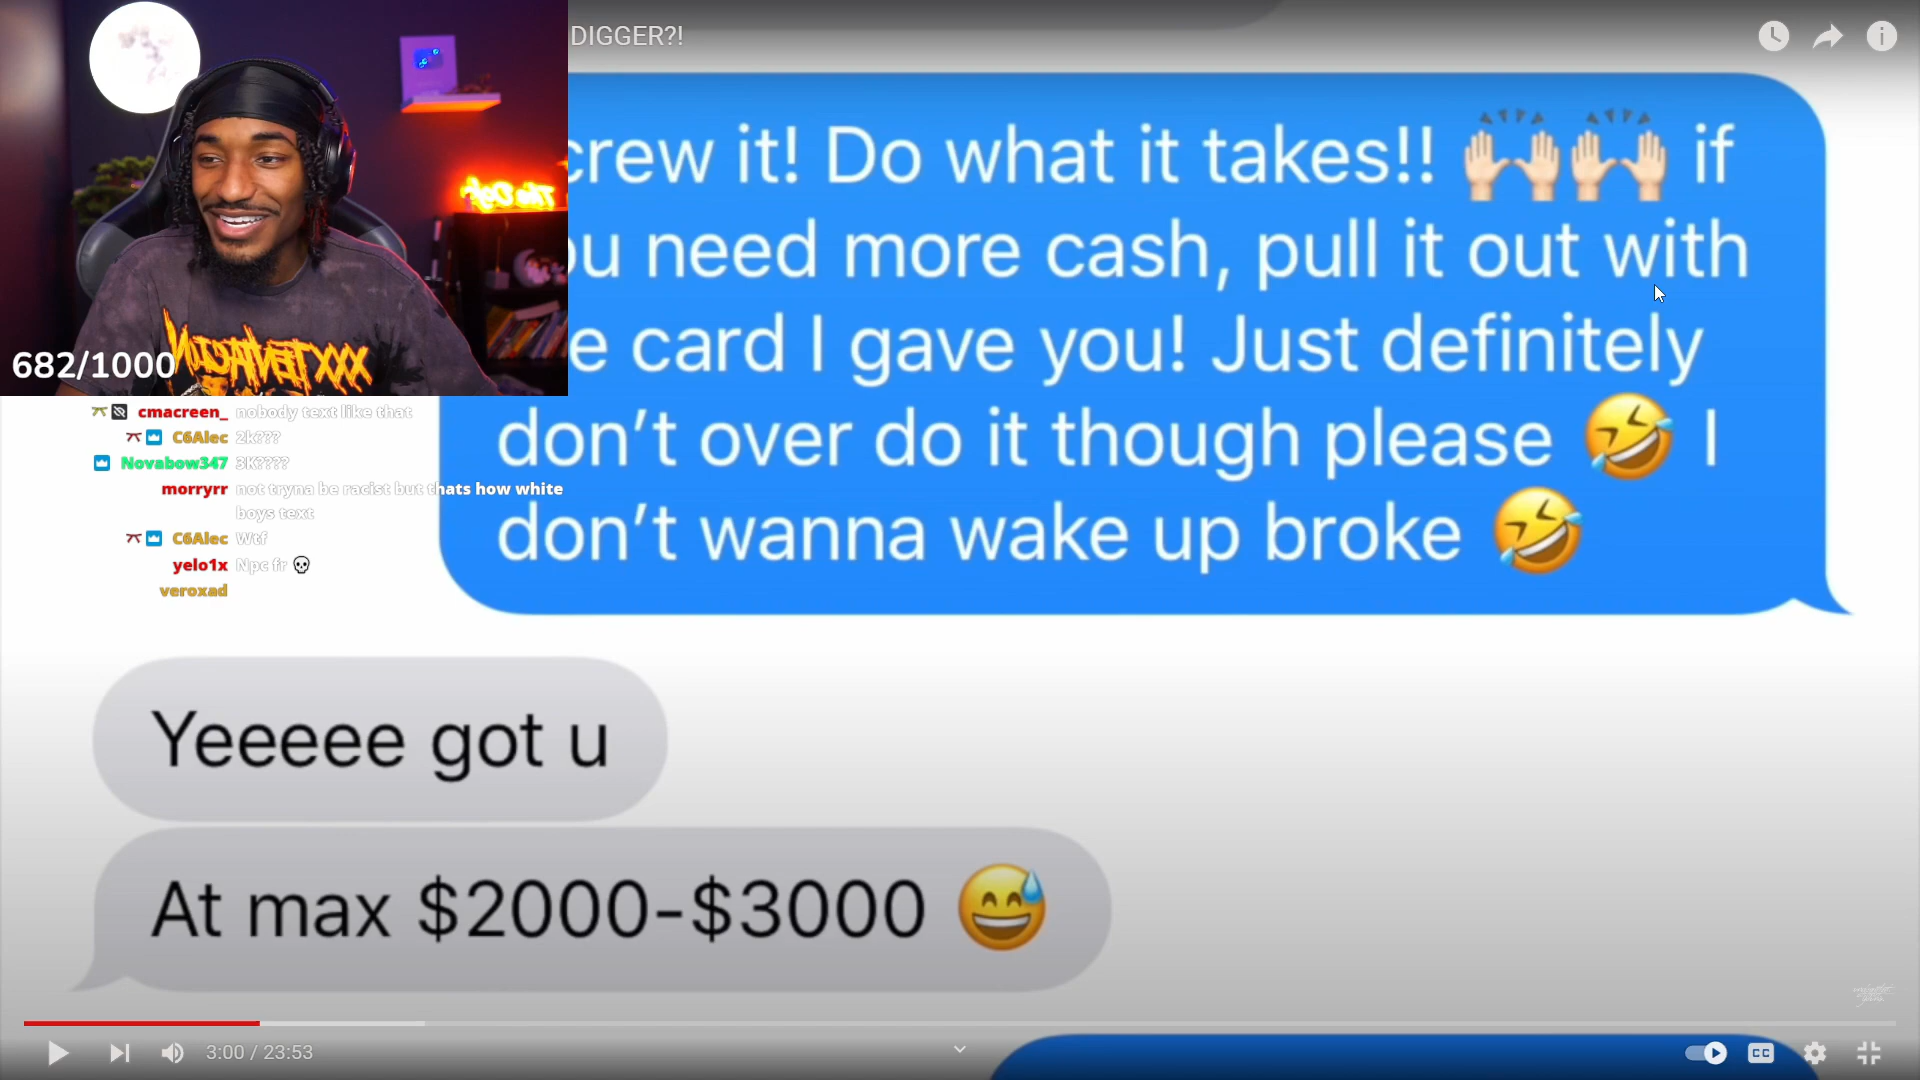 DIGGER?!
crew it! Do what it takes!! 🙌🏻🙌🏻 if
ou need more cash, pull it out with
e card I gave you! Just definitely
don't over do it though please 🤣 I
don't wanna wake up broke 🤣
682/1000
cmacreen_ nobody text like that
C6Alec 2k???
Novabow347 3K????
morryrr not tryna be racist but thats how white
boys text
C6Alec Wtf
yelo1x Npc fr 💀
veroxad
Yeeeee got u
At max $2000-$3000 😅
3:00 / 23:53
CC